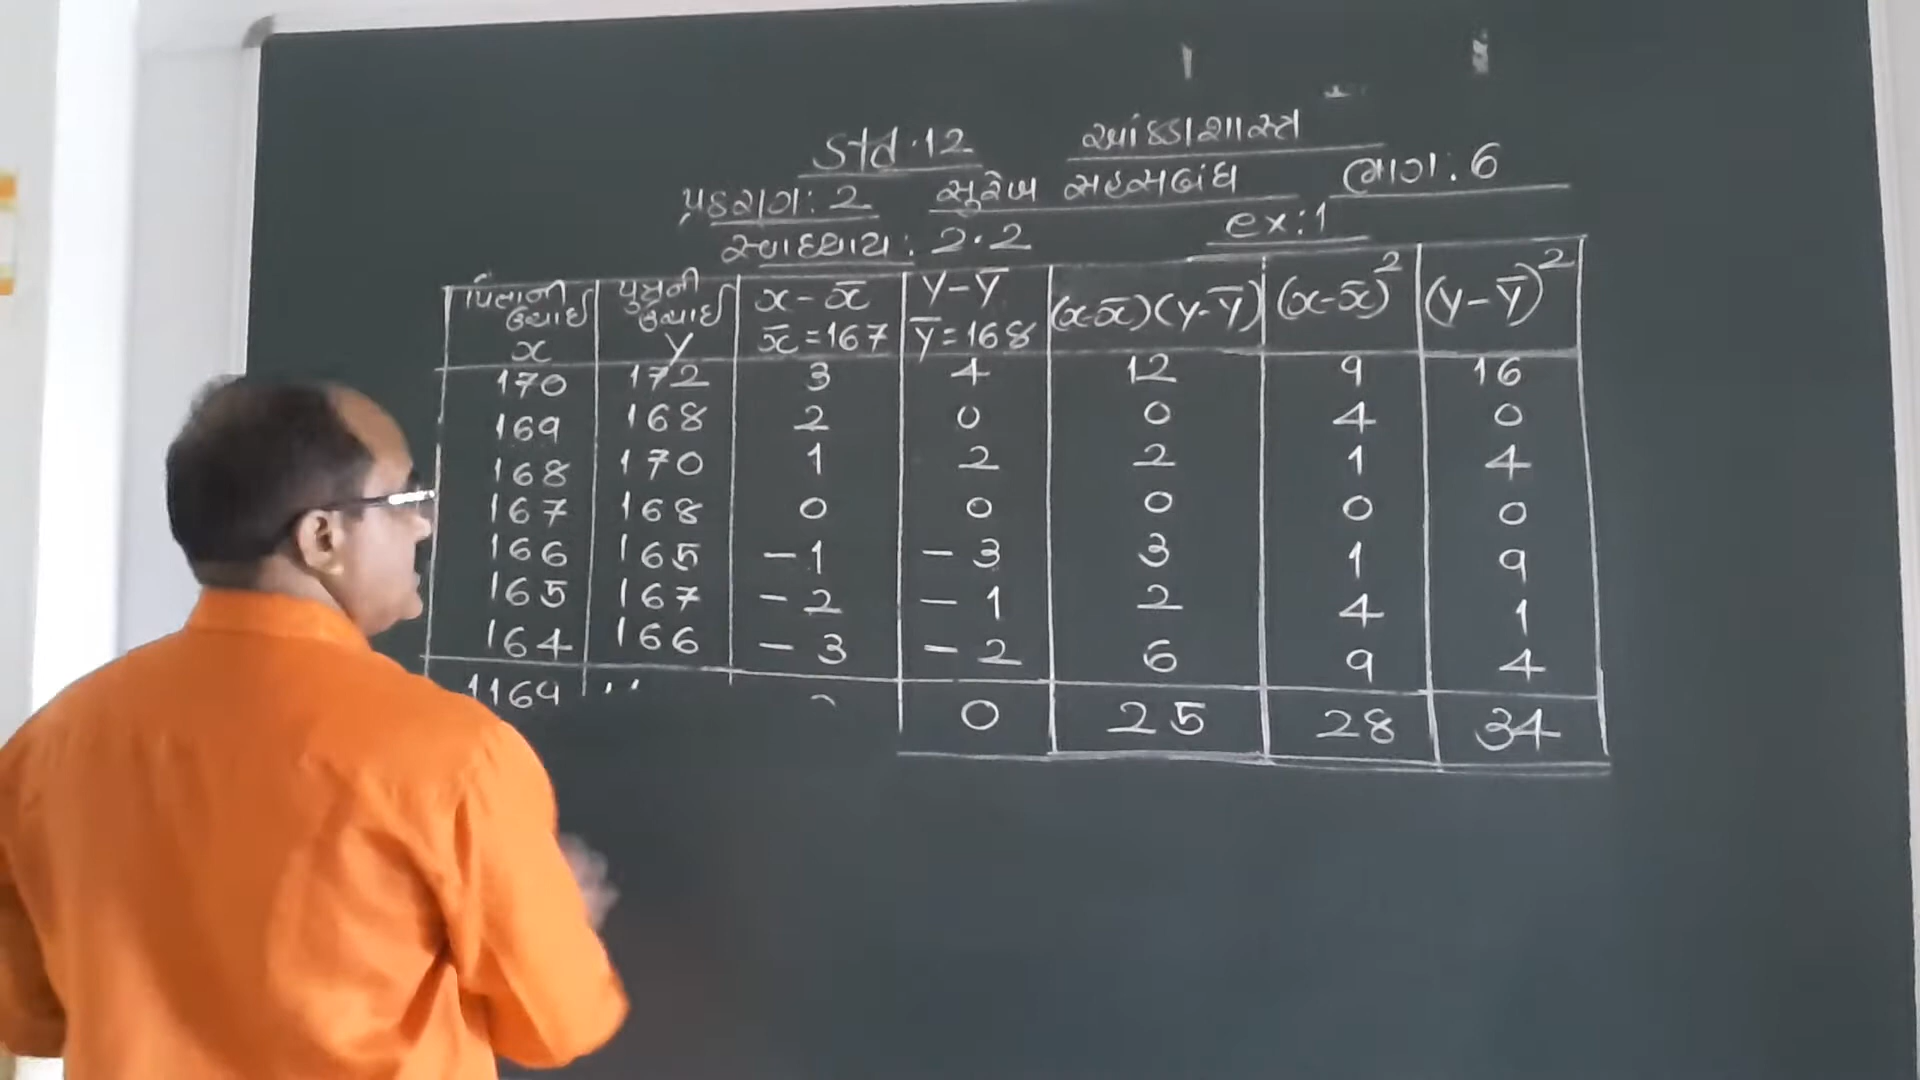 Std.12 આંકડાશાસ્ત્ર
પ્રકરણ: 2 સુરેખ સહસંબંધ ભાગ: 6
સ્વાધ્યાય: 2.2 ex:1
પિતાની ઉંચાઈ x પુત્રની ઉંચાઈ y x-x̄ x̄=167 y-ȳ ȳ=168 (x-x̄)(y-ȳ) (x-x̄)² (y-ȳ)²
170 172 3 4 12 9 16
169 168 2 0 0 4 0
168 170 1 2 2 1 4
167 168 0 0 0 0 0
166 165 -1 -3 3 1 9
165 167 -2 -1 2 4 1
164 166 -3 -2 6 9 4
1169 0 25 28 34